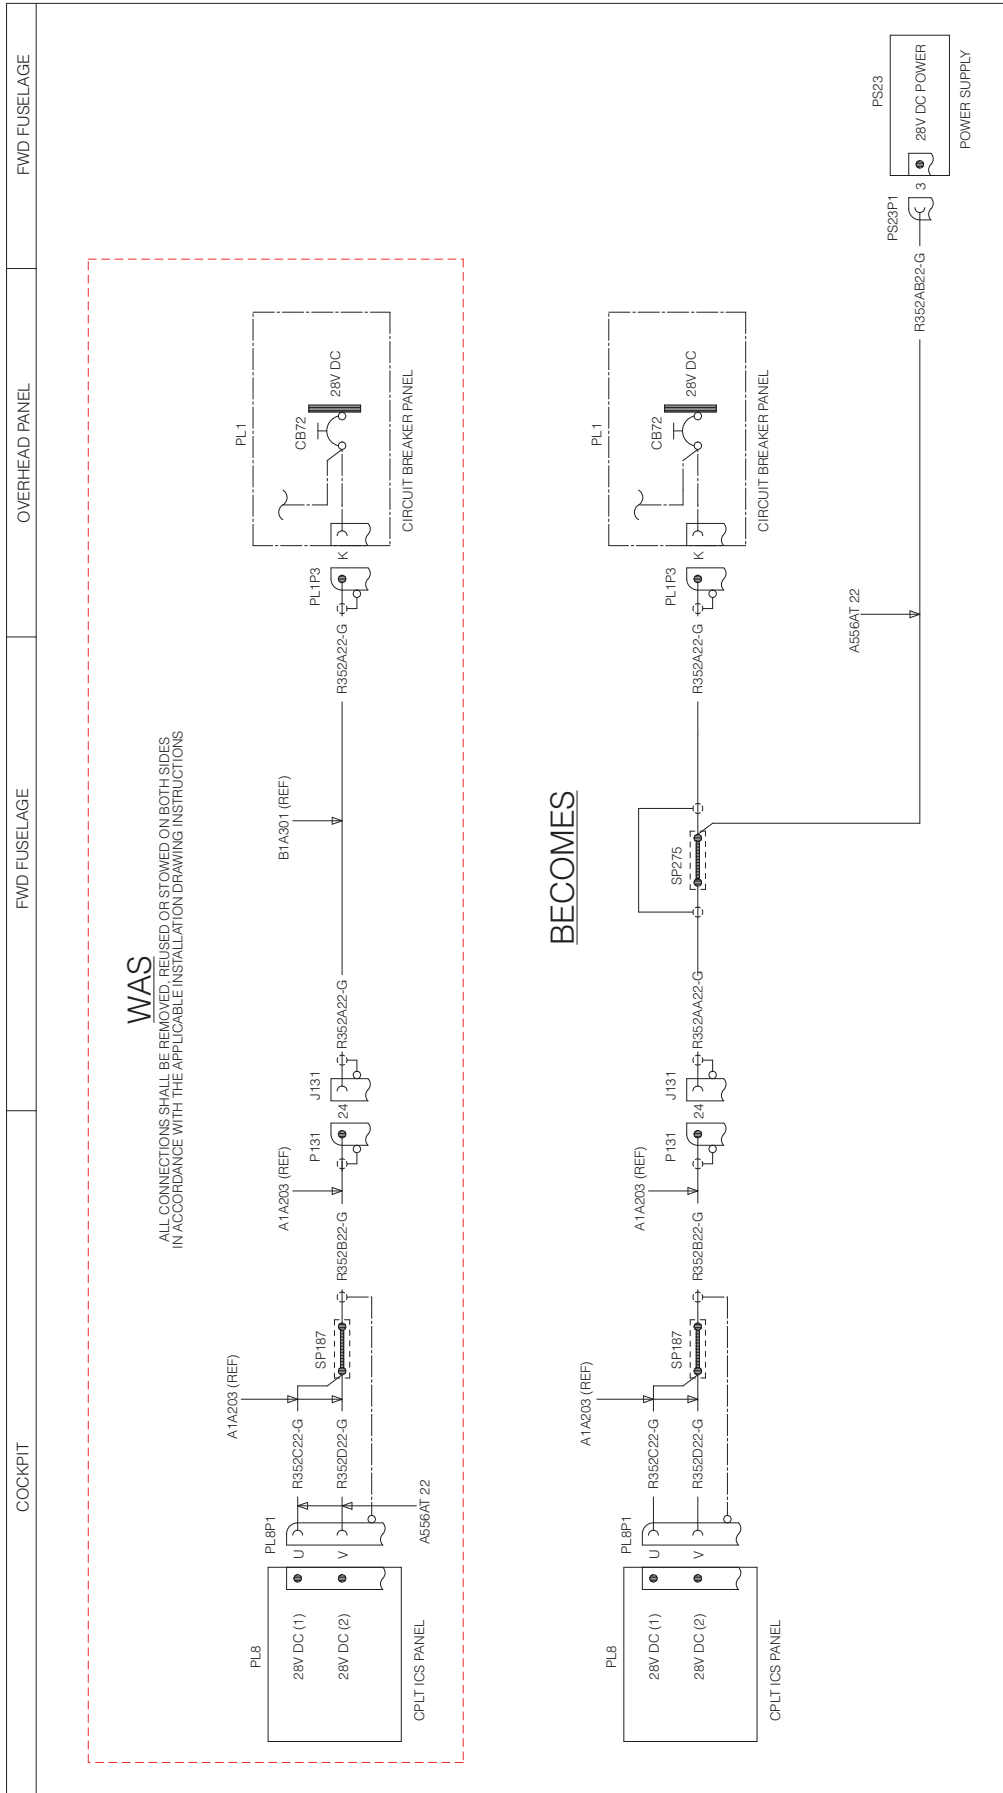 COCKPIT
FWD FUSELAGE
OVERHEAD PANEL
FWD FUSELAGE
WAS
ALL CONNECTIONS SHALL BE REMOVED, REUSED OR STOWED ON BOTH SIDES
IN ACCORDANCE WITH THE APPLICABLE INSTALLATION DRAWING INSTRUCTIONS
PL8
28V DC (1)
28V DC (2)
CPLT ICS PANEL
PL8P1
U
V
R352C22-G
R352D22-G
A556AT 22
A1A203 (REF)
SP187
R352B22-G
A1A203 (REF)
P131
24
J131
R352A22-G
B1A301 (REF)
R352A22-G
PL1P3
K
PL1
CB72
28V DC
CIRCUIT BREAKER PANEL
BECOMES
PL8
28V DC (1)
28V DC (2)
CPLT ICS PANEL
PL8P1
U
V
R352C22-G
R352D22-G
A1A203 (REF)
SP187
R352B22-G
A1A203 (REF)
P131
24
J131
R352AA22-G
SP275
R352A22-G
PL1P3
K
PL1
CB72
28V DC
CIRCUIT BREAKER PANEL
A556AT 22
R352AB22-G
PS23P1
3
PS23
28V DC POWER
POWER SUPPLY